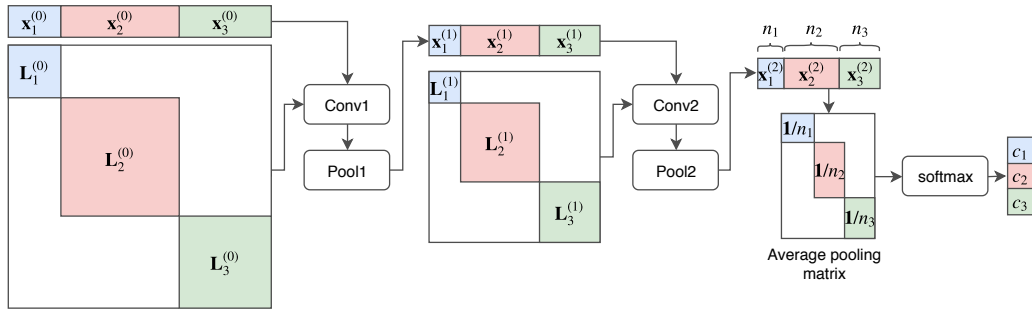 𝐱₁⁽⁰⁾ 𝐱₂⁽⁰⁾ 𝐱₃⁽⁰⁾
𝐋₁⁽⁰⁾
𝐋₂⁽⁰⁾
𝐋₃⁽⁰⁾
Conv1
Pool1
𝐱₁⁽¹⁾ 𝐱₂⁽¹⁾ 𝐱₃⁽¹⁾
𝐋₁⁽¹⁾
𝐋₂⁽¹⁾
𝐋₃⁽¹⁾
Conv2
Pool2
n₁ n₂ n₃
𝐱₁⁽²⁾ 𝐱₂⁽²⁾ 𝐱₃⁽²⁾
𝟏/n₁
𝟏/n₂
𝟏/n₃
Average pooling
matrix
softmax
c₁
c₂
c₃